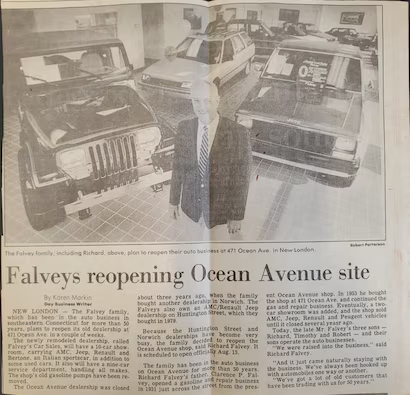 The Falvey family, including Richard, above, plan to reopen their auto business at 471 Ocean Ave. in New London.
Robert Patterson
Falveys reopening Ocean Avenue site
By Karen Markin
Day Business Writer
NEW LONDON — The Falvey family,
which has been in the auto business in
southeastern Connecticut for more than 50
years, plans to reopen its old dealership at
471 Ocean Ave. in a couple of weeks.
The newly remodeled dealership, called
Falvey's Car Sales, will have a 10-car show-
room, carrying AMC, Jeep, Renault and
Bertone, an Italian sportscar, in addition to
some used cars. It also will have a nine-car
service department, handling all makes.
The shop's old gasoline pumps have been re-
moved.
The Ocean Avenue dealership was closed
about three years ago, when the family
bought another dealership in Norwich. The
Falveys also own an AMC/Renault Jeep
dealership on Huntington Street, which they
bought in
Because the Huntington Street and
Norwich dealerships have become very
busy, the family decided to reopen the
Ocean Avenue shop, said Richard Falvey. It
is scheduled to open officially Aug. 15.
The family has been in the auto business
on Ocean Avenue for more than 50 years.
Falvey's late father, Clarence F. Fal-
vey, opened a gasoline and repair business
in 1931 just across the street from the pres-
ent Ocean Avenue shop. In 1933 he bought
the shop at 471 Ocean Ave. and continued the
gas and repair business. Eventually, a two-
car showroom was added, and the shop sold
AMC, Jeep, Renault and Peugeot vehicles
until it closed several years ago.
Today, the late Mr. Falvey's three sons —
Richard, Timothy and Robert — and their
sons operate the auto businesses.
"We were raised into the business," said
Richard Falvey.
"And it just came naturally staying with
the business. We've always been hooked up
with automobiles one way or another.
"We've got a lot of old customers that
have been trading with us for 50 years."